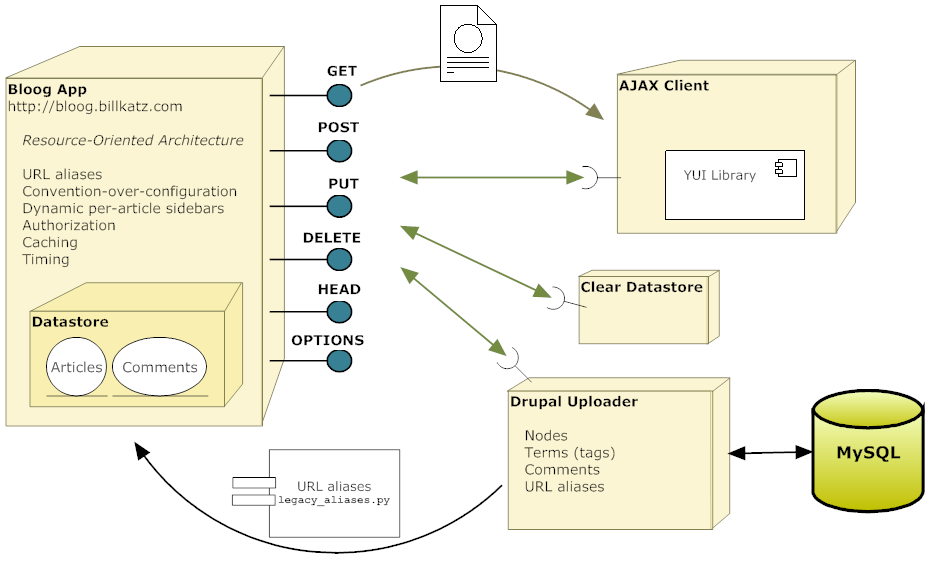 Bloog App
http://bloog.billkatz.com
Resource-Oriented Architecture
URL aliases
Convention-over-configuration
Dynamic per-article sidebars
Authorization
Caching
Timing
Datastore
Articles
Comments
GET
POST
PUT
DELETE
HEAD
OPTIONS
AJAX Client
YUI Library
Clear Datastore
Drupal Uploader
Nodes
Terms (tags)
Comments
URL aliases
MySQL
URL aliases
legacy_aliases.py